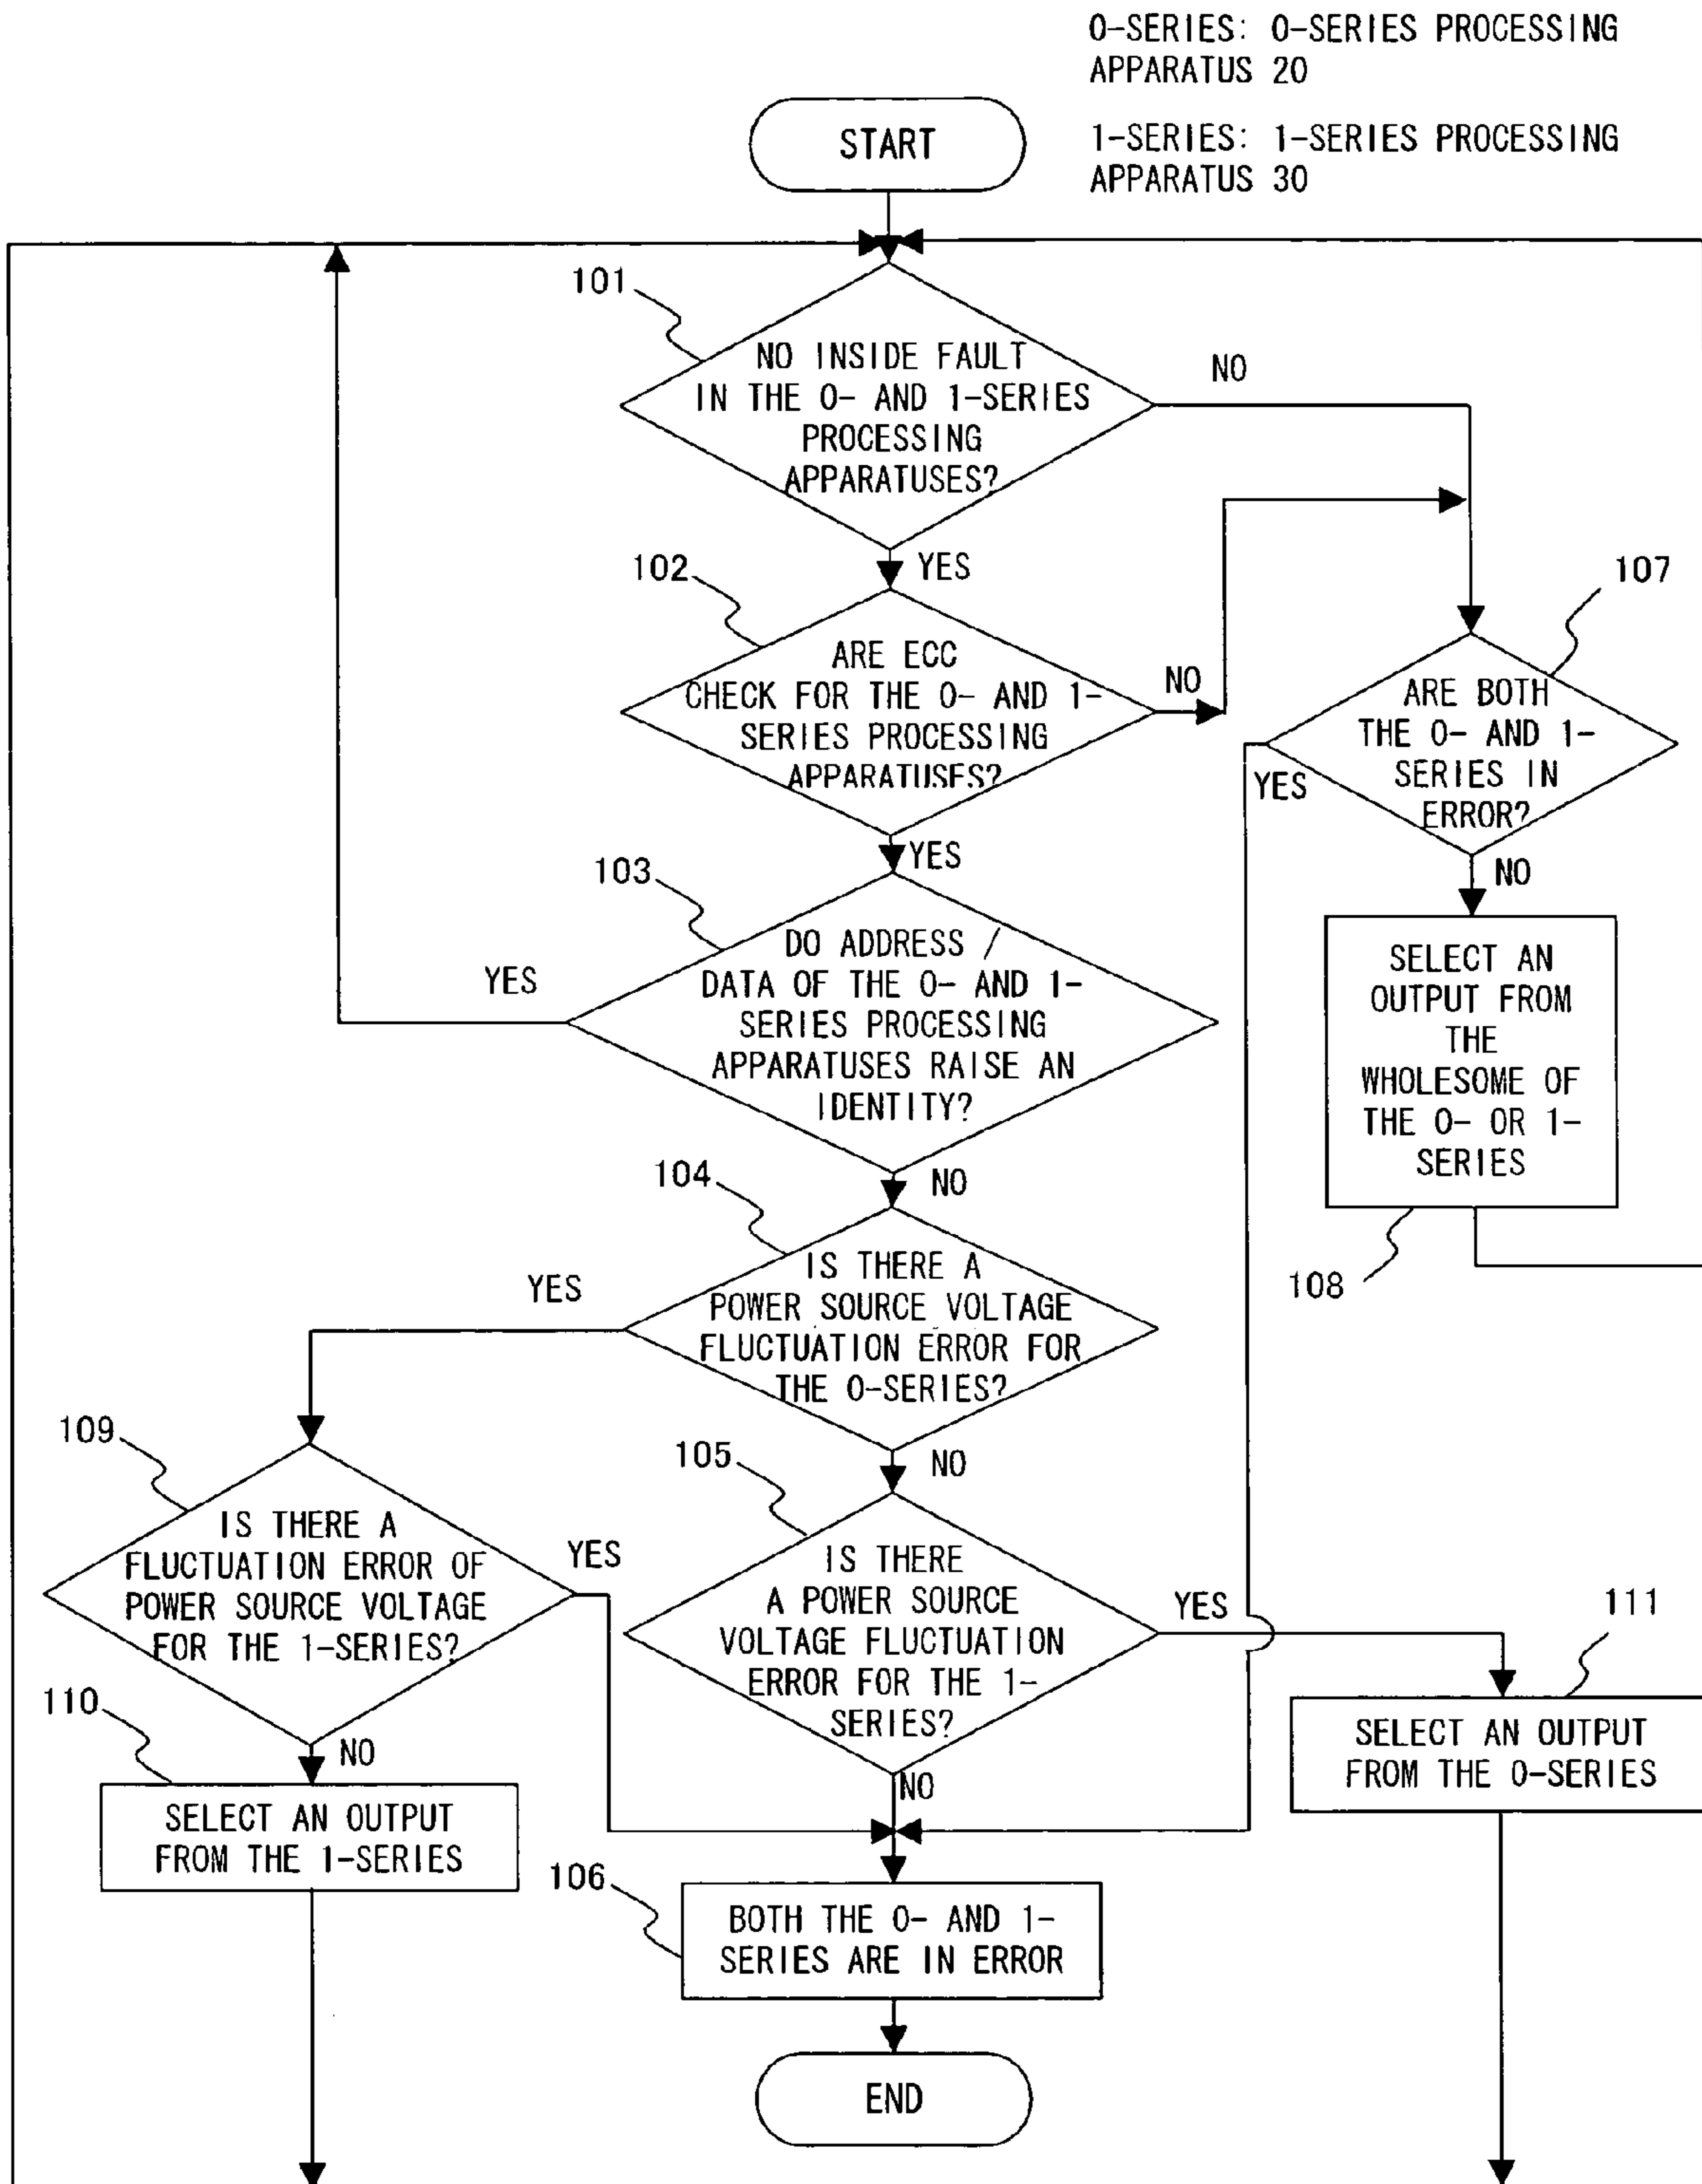 0-SERIES: 0-SERIES PROCESSING
APPARATUS 20
1-SERIES: 1-SERIES PROCESSING
APPARATUS 30
START
101
NO INSIDE FAULT
IN THE 0- AND 1-SERIES
PROCESSING
APPARATUSES?
NO
YES
102
ARE ECC
CHECK FOR THE 0- AND 1-
SERIES PROCESSING
APPARATUSES?
NO
YES
107
ARE BOTH
THE 0- AND 1-
SERIES IN
ERROR?
YES
NO
103
DO ADDRESS /
DATA OF THE 0- AND 1-
SERIES PROCESSING
APPARATUSES RAISE AN
IDENTITY?
YES
NO
SELECT AN
OUTPUT FROM
THE
WHOLESOME OF
THE 0- OR 1-
SERIES
108
104
IS THERE A
POWER SOURCE VOLTAGE
FLUCTUATION ERROR FOR
THE 0-SERIES?
YES
NO
109
IS THERE A
FLUCTUATION ERROR OF
POWER SOURCE VOLTAGE
FOR THE 1-SERIES?
YES
NO
105
IS THERE
A POWER SOURCE
VOLTAGE FLUCTUATION
ERROR FOR THE 1-
SERIES?
YES
NO
111
SELECT AN OUTPUT
FROM THE 0-SERIES
110
SELECT AN OUTPUT
FROM THE 1-SERIES
106
BOTH THE 0- AND 1-
SERIES ARE IN ERROR
END